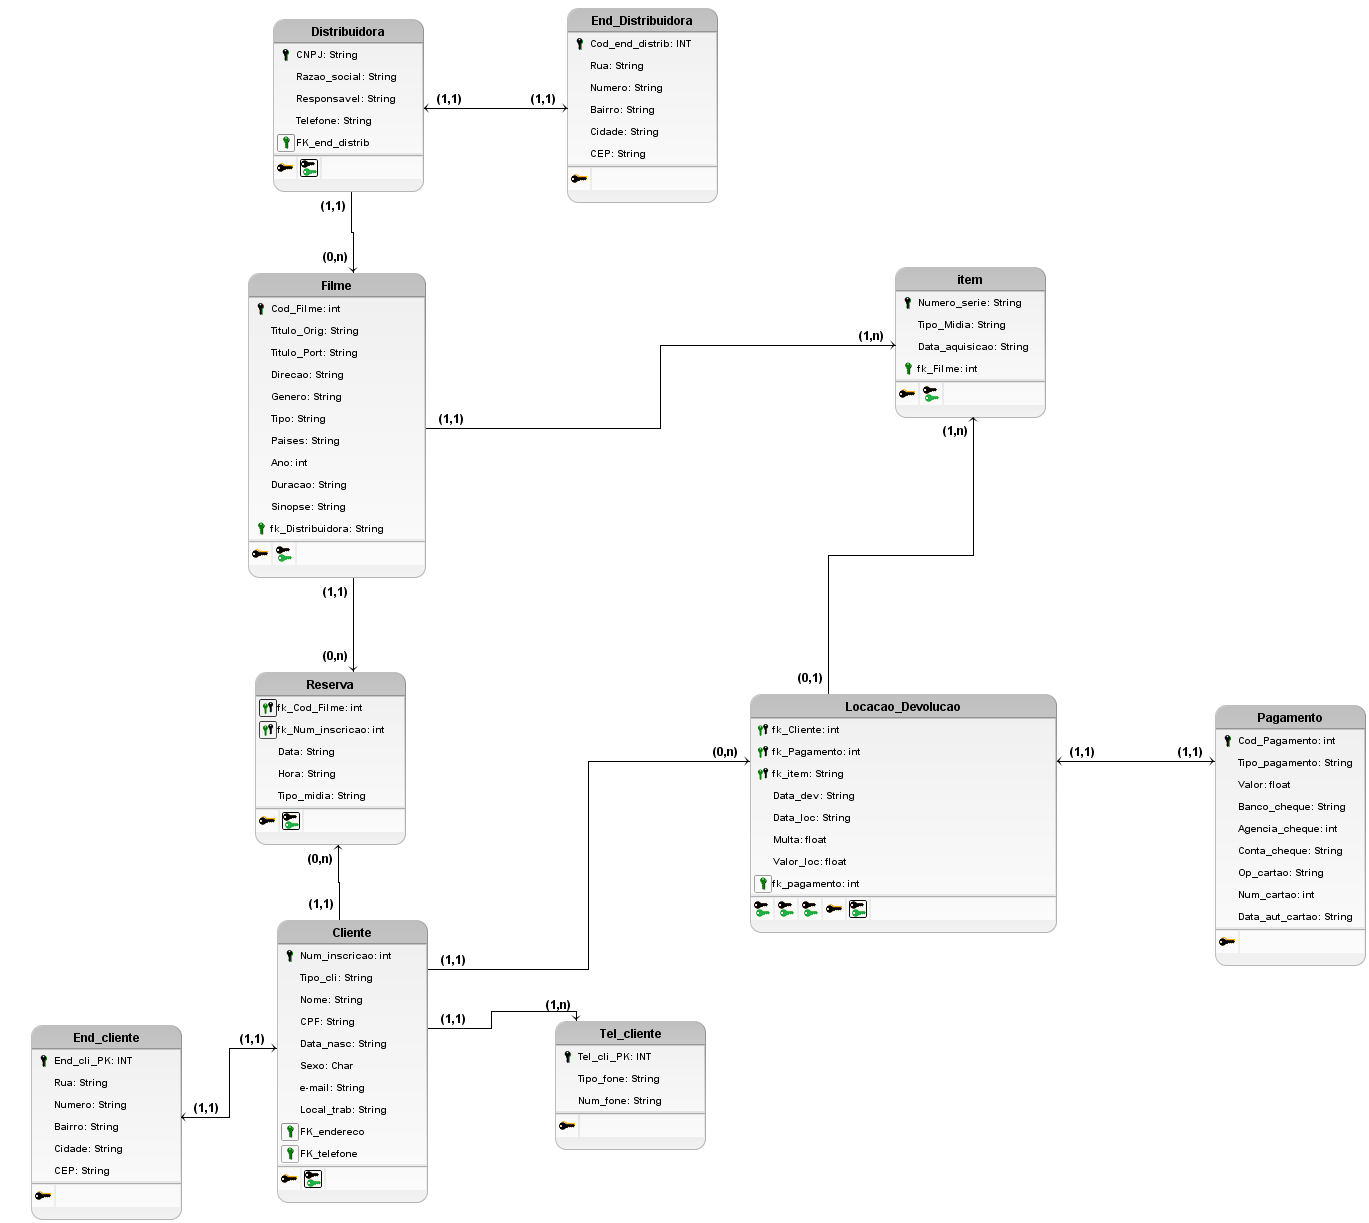 Distribuidora
CNPJ: String
Razao_social: String
Responsavel: String
Telefone: String
FK_end_distrib
(1,1)
(1,1)
End_Distribuidora
Cod_end_distrib: INT
Rua: String
Numero: String
Bairro: String
Cidade: String
CEP: String
(1,1)
(0,n)
Filme
Cod_Filme: int
Titulo_Orig: String
Titulo_Port: String
Direcao: String
Genero: String
Tipo: String
Paises: String
Ano: int
Duracao: String
Sinopse: String
fk_Distribuidora: String
(1,1)
(1,n)
item
Numero_serie: String
Tipo_Midia: String
Data_aquisicao: String
fk_Filme: int
(1,n)
(0,1)
(1,1)
(0,n)
Reserva
fk_Cod_Filme: int
fk_Num_inscricao: int
Data: String
Hora: String
Tipo_midia: String
(0,n)
(1,1)
(0,n)
Locacao_Devolucao
fk_Cliente: int
fk_Pagamento: int
fk_item: String
Data_dev: String
Data_loc: String
Multa: float
Valor_loc: float
fk_pagamento: int
(1,1)
(1,1)
Pagamento
Cod_Pagamento: int
Tipo_pagamento: String
Valor: float
Banco_cheque: String
Agencia_cheque: int
Conta_cheque: String
Op_cartao: String
Num_cartao: int
Data_aut_cartao: String
Cliente
Num_inscricao: int
Tipo_cli: String
Nome: String
CPF: String
Data_nasc: String
Sexo: Char
e-mail: String
Local_trab: String
FK_endereco
FK_telefone
(1,1)
(1,1)
(1,n)
Tel_cliente
Tel_cli_PK: INT
Tipo_fone: String
Num_fone: String
(1,1)
(1,1)
End_cliente
End_cli_PK: INT
Rua: String
Numero: String
Bairro: String
Cidade: String
CEP: String